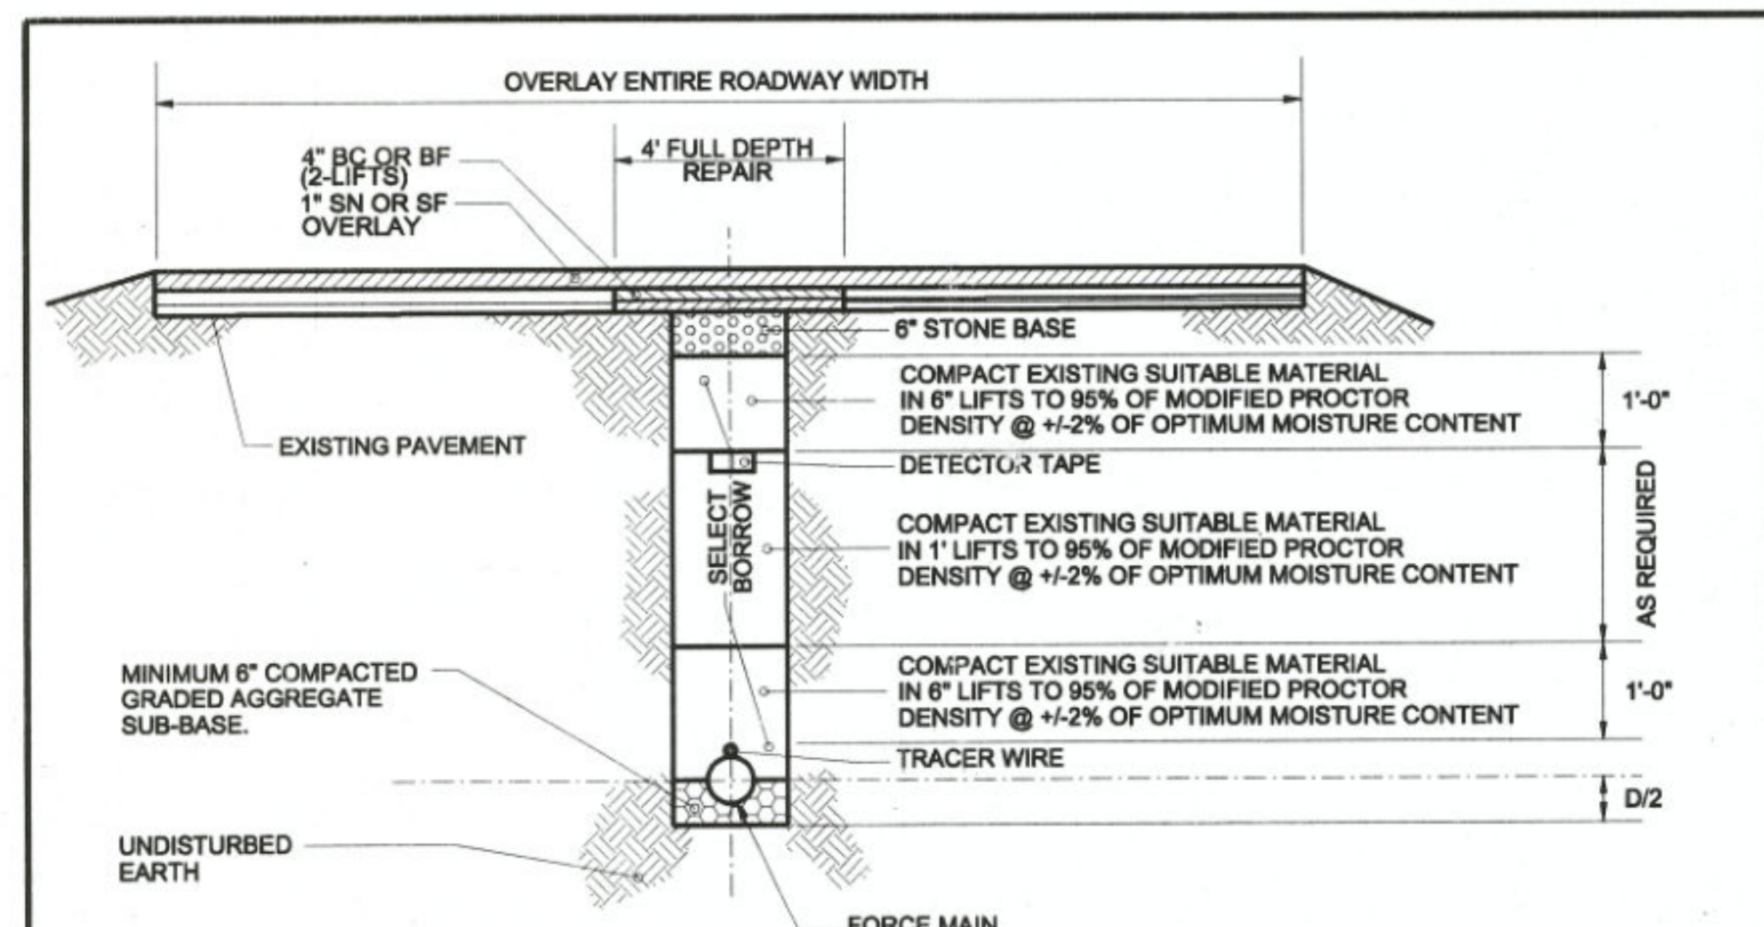 OVERLAY ENTIRE ROADWAY WIDTH
4" BC OR BF
(2-LIFTS)
1" SN OR SF
OVERLAY
4' FULL DEPTH
REPAIR
6" STONE BASE
COMPACT EXISTING SUITABLE MATERIAL
IN 6" LIFTS TO 95% OF MODIFIED PROCTOR
DENSITY @ +/-2% OF OPTIMUM MOISTURE CONTENT
1'-0"
EXISTING PAVEMENT
DETECTOR TAPE
SELECT
BORROW
COMPACT EXISTING SUITABLE MATERIAL
IN 1' LIFTS TO 95% OF MODIFIED PROCTOR
DENSITY @ +/-2% OF OPTIMUM MOISTURE CONTENT
AS REQUIRED
MINIMUM 6" COMPACTED
GRADED AGGREGATE
SUB-BASE.
COMPACT EXISTING SUITABLE MATERIAL
IN 6" LIFTS TO 95% OF MODIFIED PROCTOR
DENSITY @ +/-2% OF OPTIMUM MOISTURE CONTENT
1'-0"
TRACER WIRE
D/2
UNDISTURBED
EARTH
FORCE MAIN